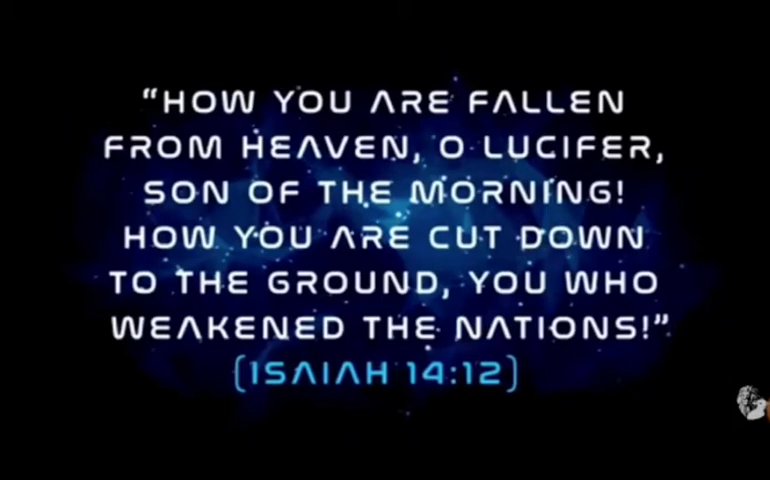 “HOW YOU ARE FALLEN
FROM HEAVEN, O LUCIFER,
SON OF THE MORNING!
HOW YOU ARE CUT DOWN
TO THE GROUND, YOU WHO
WEAKENED THE NATIONS!”
(ISAIAH 14:12)